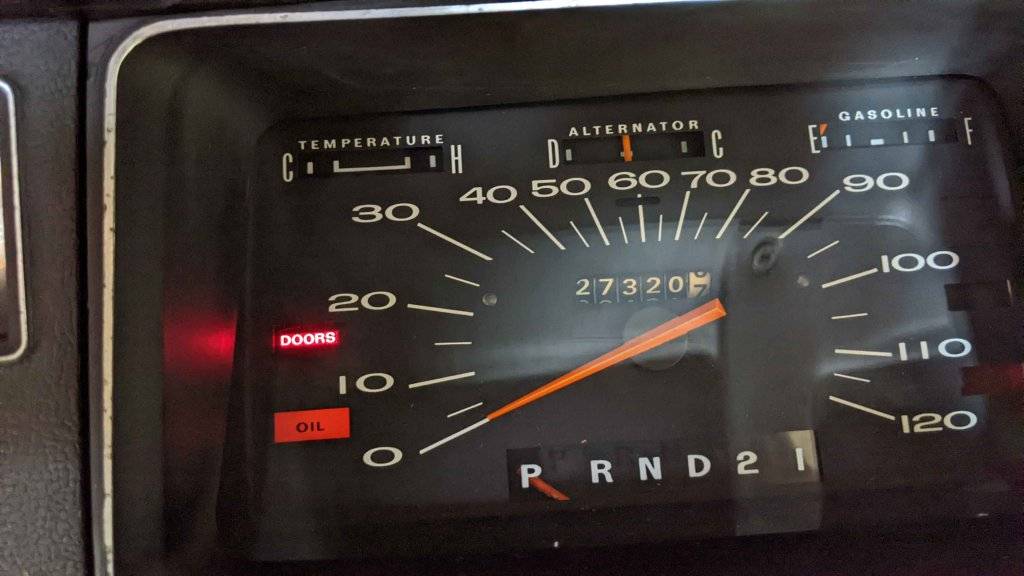 TEMPERATURE
C H
ALTERNATOR
D C
GASOLINE
E F
0 10 20 30 40 50 60 70 80 90 100 110 120
27320
DOORS
OIL
P R N D 2 1